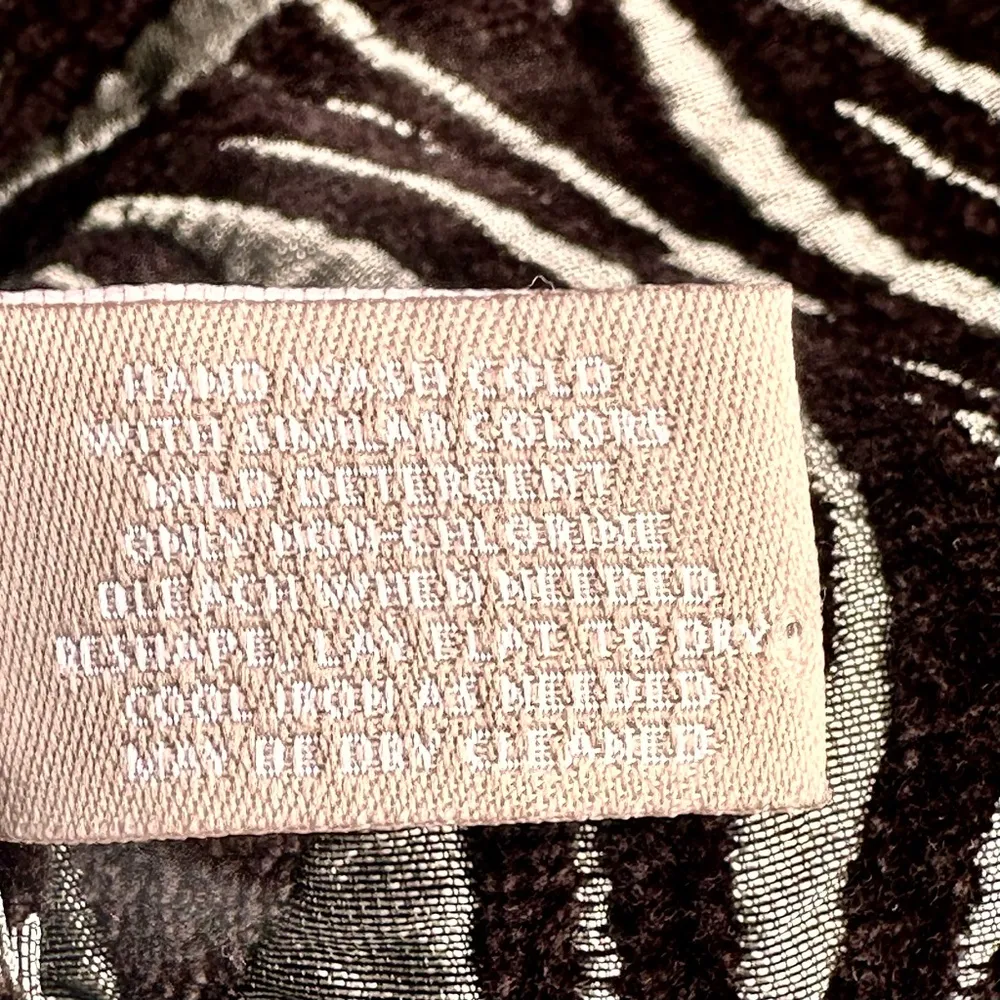 HAND WASH COLD
WITH SIMILAR COLORS
MILD DETERGENT
ONLY NON-CHLORINE
BLEACH WHEN NEEDED
RESHAPE, LAY FLAT TO DRY
COOL IRON AS NEEDED
MAY BE DRY CLEANED